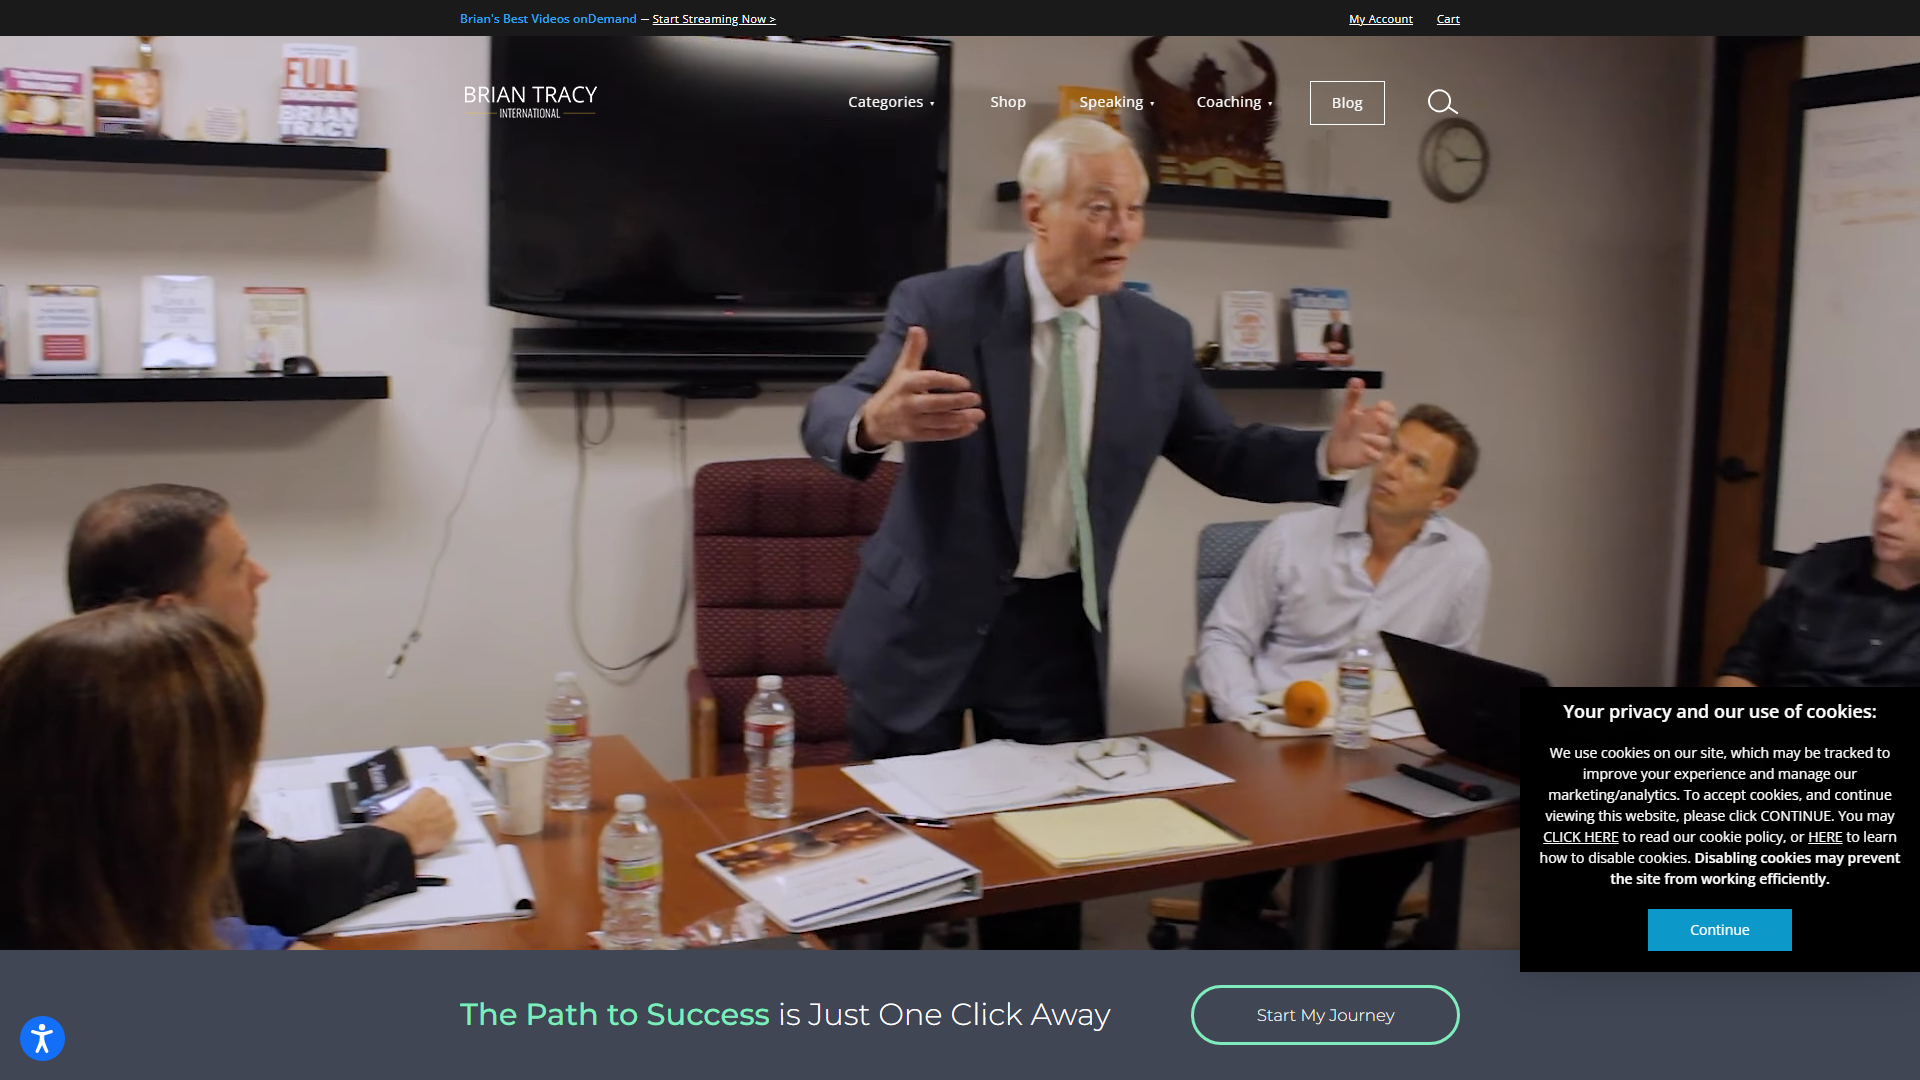 Brian's Best Videos onDemand — Start Streaming Now >
My Account
Cart
BRIAN TRACY
INTERNATIONAL
Categories ▾
Shop
Speaking ▾
Coaching ▾
Blog
FULL
BRIAN
TRACY
Your privacy and our use of cookies:
We use cookies on our site, which may be tracked to
improve your experience and manage our
marketing/analytics. To accept cookies, and continue
viewing this website, please click CONTINUE. You may
CLICK HERE to read our cookie policy, or HERE to learn
how to disable cookies. Disabling cookies may prevent
the site from working efficiently.
Continue
The Path to Success is Just One Click Away
Start My Journey